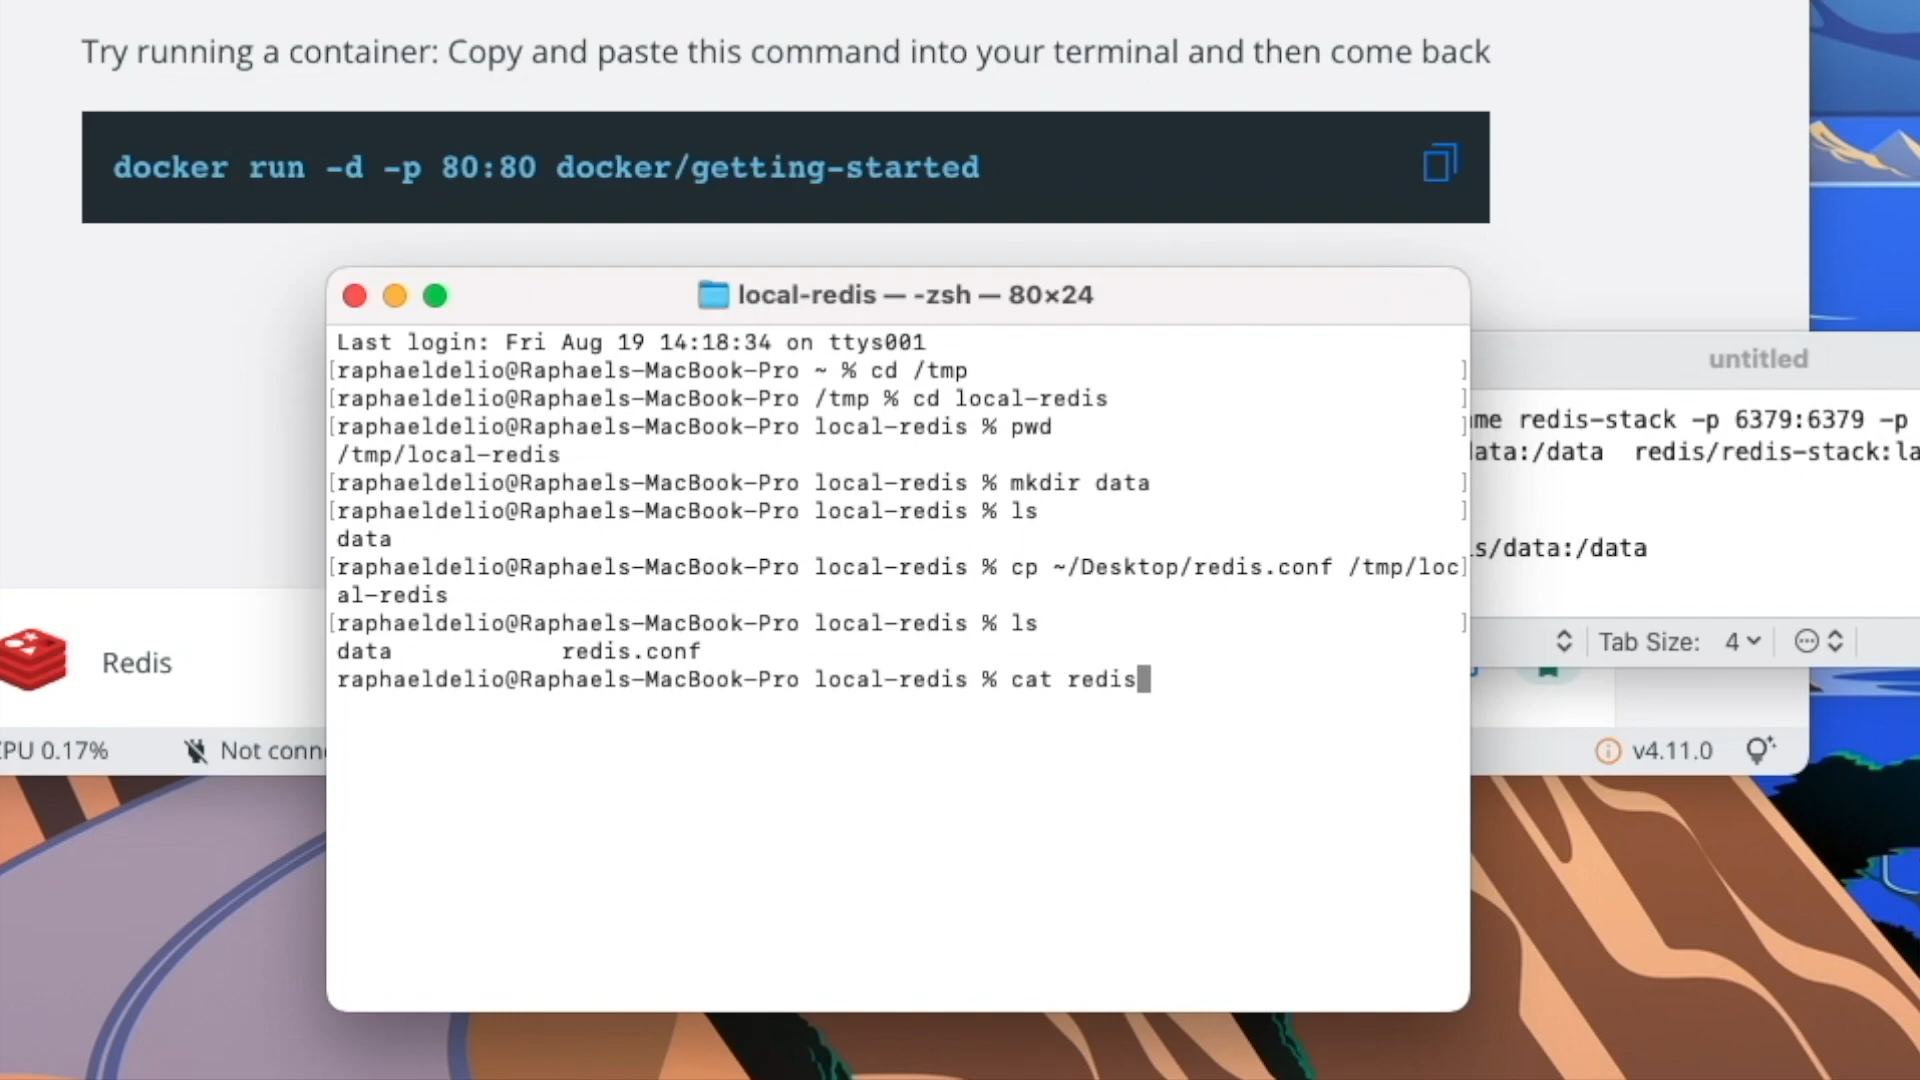 Try running a container: Copy and paste this command into your terminal and then come back
docker run -d -p 80:80 docker/getting-started
local-redis — -zsh — 80×24
Last login: Fri Aug 19 14:18:34 on ttys001
[raphaeldelio@Raphaels-MacBook-Pro ~ % cd /tmp ]
[raphaeldelio@Raphaels-MacBook-Pro /tmp % cd local-redis ]
[raphaeldelio@Raphaels-MacBook-Pro local-redis % pwd ]
/tmp/local-redis
[raphaeldelio@Raphaels-MacBook-Pro local-redis % mkdir data ]
[raphaeldelio@Raphaels-MacBook-Pro local-redis % ls ]
data
[raphaeldelio@Raphaels-MacBook-Pro local-redis % cp ~/Desktop/redis.conf /tmp/loc]
al-redis
[raphaeldelio@Raphaels-MacBook-Pro local-redis % ls ]
data redis.conf
raphaeldelio@Raphaels-MacBook-Pro local-redis % cat redis
untitled
me redis-stack -p 6379:6379 -p
ata:/data redis/redis-stack:la
s/data:/data
Tab Size: 4
Redis
CPU 0.17% Not conn
v4.11.0